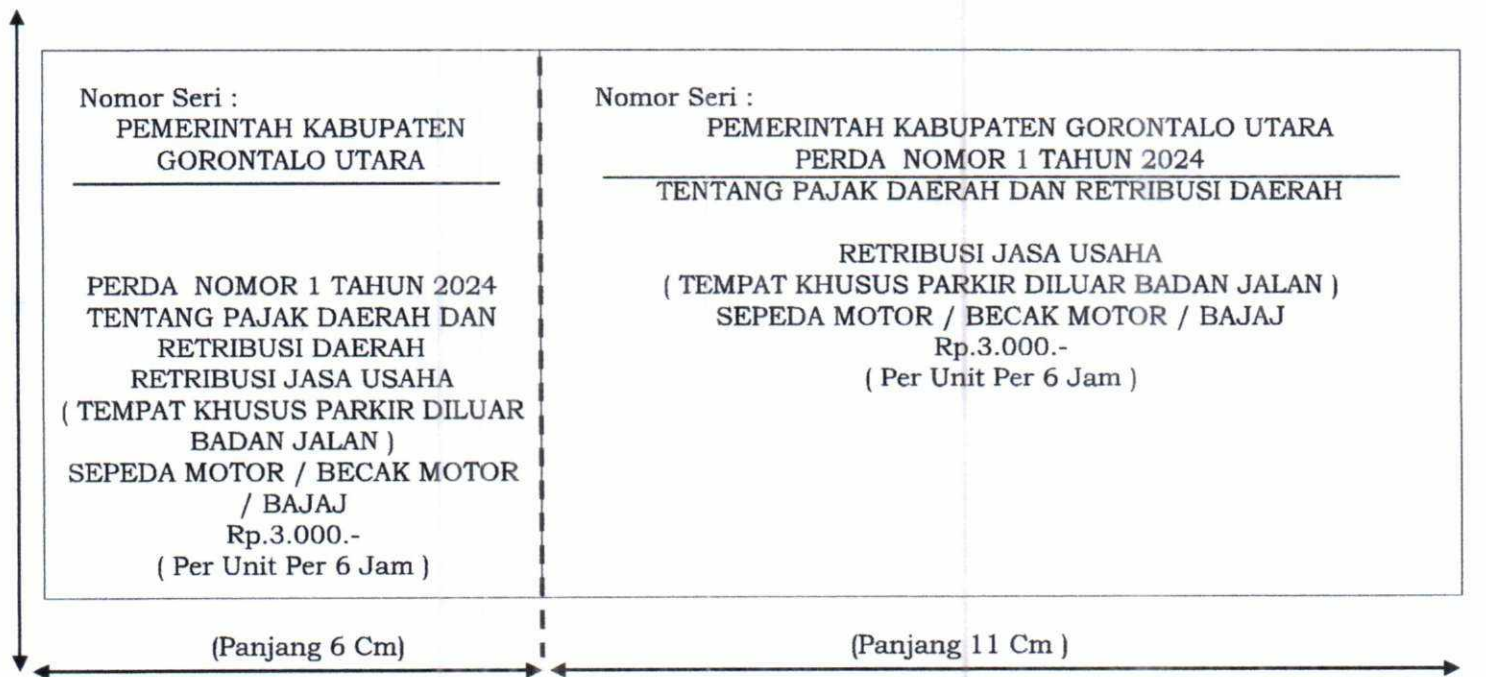 Nomor Seri :
PEMERINTAH KABUPATEN
GORONTALO UTARA
PERDA NOMOR 1 TAHUN 2024
TENTANG PAJAK DAERAH DAN
RETRIBUSI DAERAH
RETRIBUSI JASA USAHA
( TEMPAT KHUSUS PARKIR DILUAR
BADAN JALAN )
SEPEDA MOTOR / BECAK MOTOR
/ BAJAJ
Rp.3.000.-
( Per Unit Per 6 Jam )
(Panjang 6 Cm)
Nomor Seri :
PEMERINTAH KABUPATEN GORONTALO UTARA
PERDA NOMOR 1 TAHUN 2024
TENTANG PAJAK DAERAH DAN RETRIBUSI DAERAH
RETRIBUSI JASA USAHA
( TEMPAT KHUSUS PARKIR DILUAR BADAN JALAN )
SEPEDA MOTOR / BECAK MOTOR / BAJAJ
Rp.3.000.-
( Per Unit Per 6 Jam )
(Panjang 11 Cm )